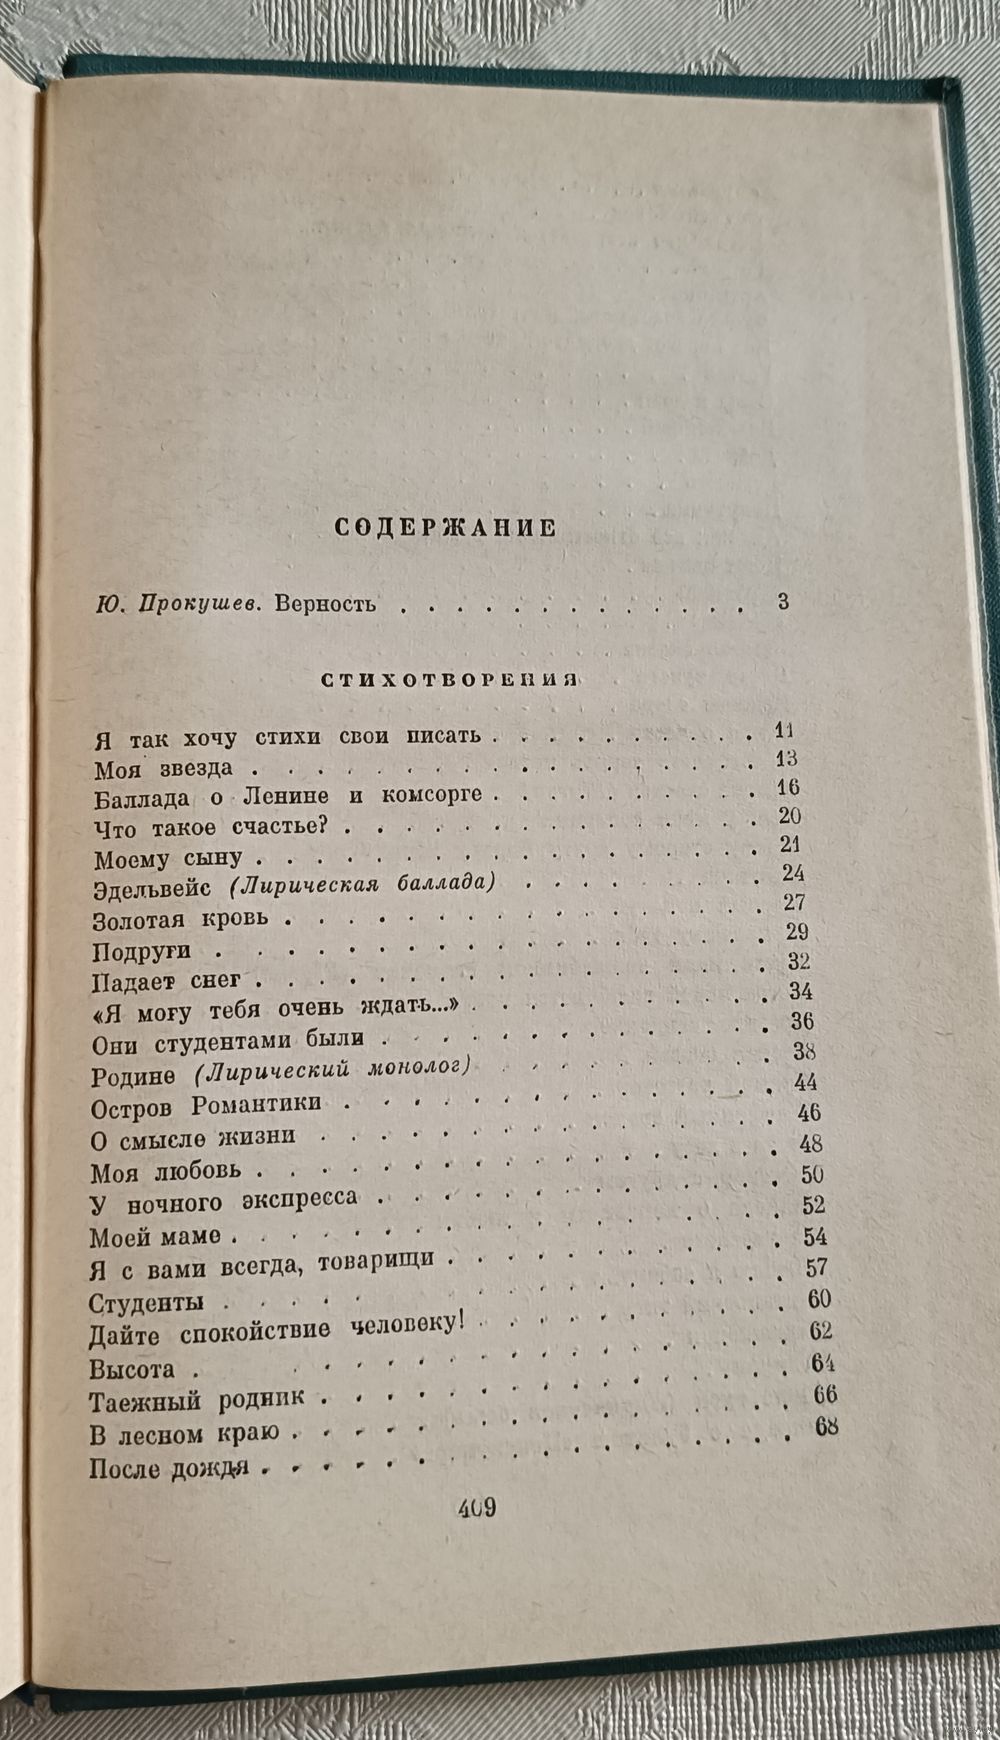 СОДЕРЖАНИЕ
Ю. Прокушев. Верность . . . . . . . . . . . . . 3
СТИХОТВОРЕНИЯ
Я так хочу стихи свои писать . . . . . . . . . 11
Моя звезда . . . . . . . . . . . . . . . . . 13
Баллада о Ленине и комсорге . . . . . . . . . 16
Что такое счастье? . . . . . . . . . . . . . . 20
Моему сыну . . . . . . . . . . . . . . . . . 21
Эдельвейс (Лирическая баллада) . . . . . . . . 24
Золотая кровь . . . . . . . . . . . . . . . . 27
Подруги . . . . . . . . . . . . . . . . . . 29
Падает снег . . . . . . . . . . . . . . . . . 32
«Я могу тебя очень ждать...» . . . . . . . . . . 34
Они студентами были . . . . . . . . . . . . . 36
Родине (Лирический монолог) . . . . . . . . . 38
Остров Романтики . . . . . . . . . . . . . . 44
О смысле жизни . . . . . . . . . . . . . . . 46
Моя любовь . . . . . . . . . . . . . . . . . 48
У ночного экспресса . . . . . . . . . . . . . 50
Моей маме . . . . . . . . . . . . . . . . . . 52
Я с вами всегда, товарищи . . . . . . . . . . . 54
Студенты . . . . . . . . . . . . . . . . . . 57
Дайте спокойствие человеку! . . . . . . . . . . 60
Высота . . . . . . . . . . . . . . . . . . . 62
Таежный родник . . . . . . . . . . . . . . . 64
В лесном краю . . . . . . . . . . . . . . . . 66
После дождя . . . . . . . . . . . . . . . . . 68
409